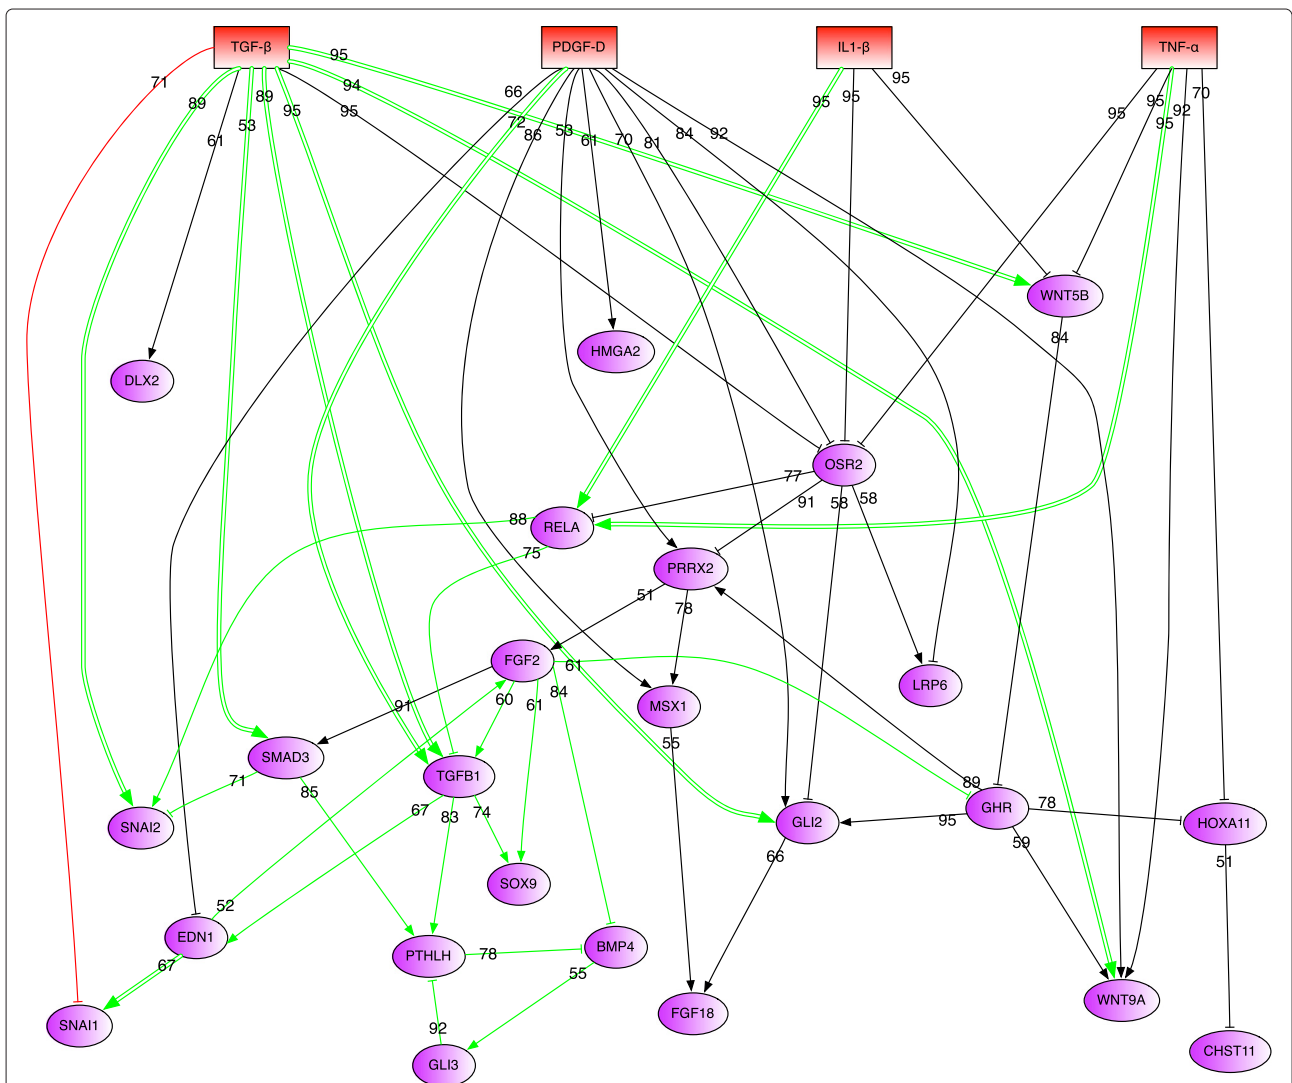 TGF-β
PDGF-D
IL1-β
TNF-α
95
71
94
95
70
89
89
95
95
66
95
95
95
95
92
61
53
72
86
53
61
70
81
84
92
95
WNT5B
84
HMGA2
DLX2
OSR2
77
91
58
58
88
RELA
75
PRRX2
51
78
FGF2
61
LRP6
84
60
61
91
MSX1
55
SMAD3
71
85
TGFB1
67
83
74
89
GHR
78
95
59
SNAI2
GLI2
66
HOXA11
51
SOX9
52
EDN1
67
PTHLH
78
BMP4
55
SNAI1
FGF18
WNT9A
92
GLI3
CHST11